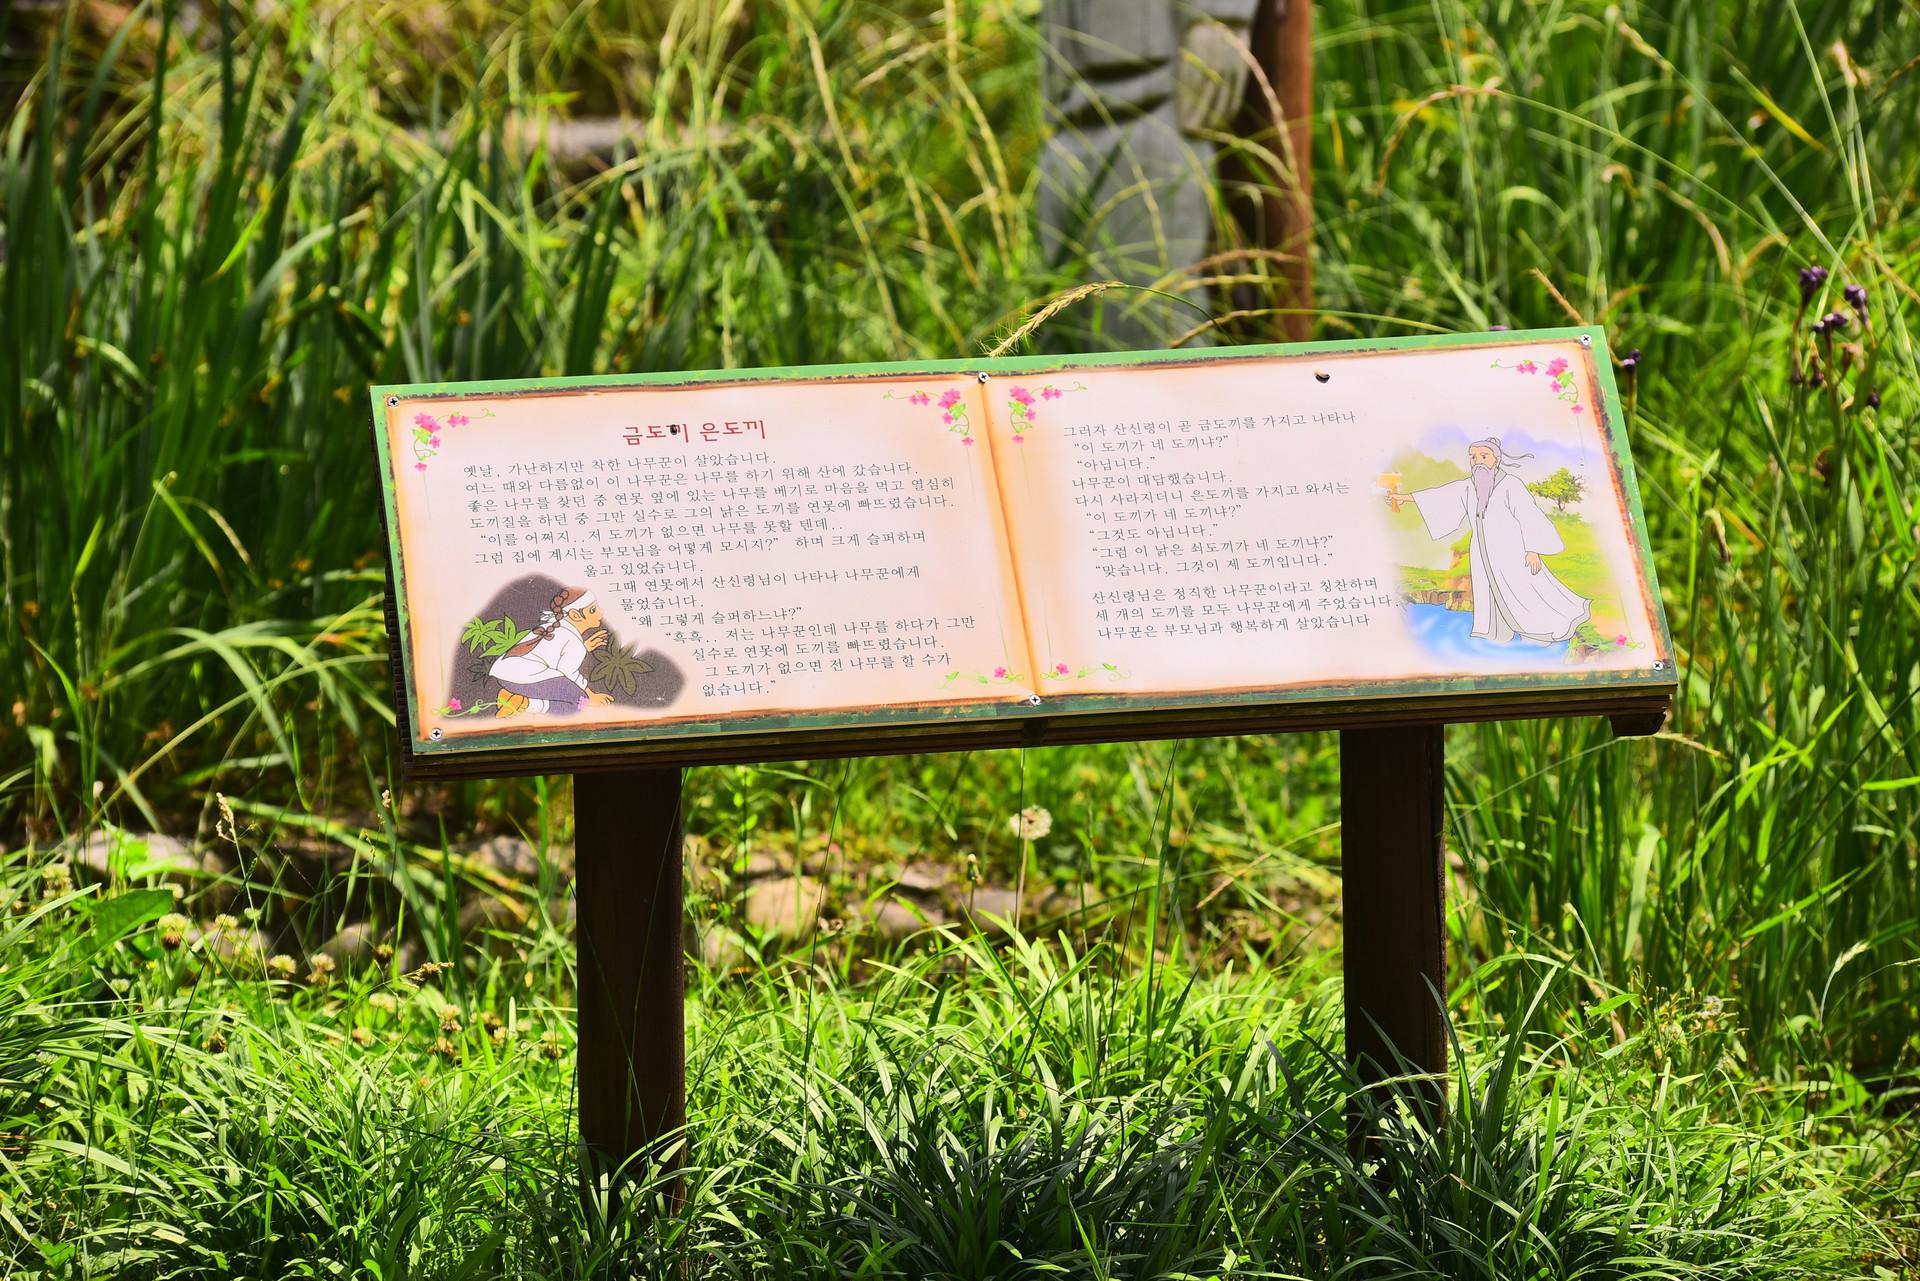 금도끼 은도끼
옛날, 가난하지만 착한 나무꾼이 살았습니다.
여느 때와 다름없이 이 나무꾼은 나무를 하기 위해 산에 갔습니다.
좋은 나무를 찾던 중 연못 옆에 있는 나무를 베기로 마음을 먹고 열심히
도끼질을 하던 중 그만 실수로 그의 낡은 도끼를 연못에 빠뜨렸습니다.
“이를 어쩌지..저 도끼가 없으면 나무를 못할 텐데..
그럼 집에 계시는 부모님을 어떻게 모시지?” 하며 크게 슬퍼하며
울고 있었습니다.
그때 연못에서 산신령님이 나타나 나무꾼에게
물었습니다.
“왜 그렇게 슬퍼하느냐?”
“흑흑.. 저는 나무꾼인데 나무를 하다가 그만
실수로 연못에 도끼를 빠뜨렸습니다.
그 도끼가 없으면 전 나무를 할 수가
없습니다.”
그러자 산신령이 곧 금도끼를 가지고 나타나
“이 도끼가 네 도끼냐?”
“아닙니다.”
나무꾼이 대답했습니다.
다시 사라지더니 은도끼를 가지고 와서는
“이 도끼가 네 도끼냐?”
“그것도 아닙니다.”
“그럼 이 낡은 쇠도끼가 네 도끼냐?”
“맞습니다. 그것이 제 도끼입니다.”
산신령님은 정직한 나무꾼이라고 칭찬하며
세 개의 도끼를 모두 나무꾼에게 주었습니다.
나무꾼은 부모님과 행복하게 살았습니다